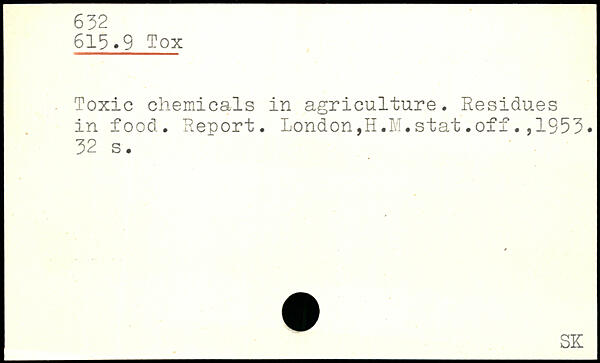 632
615.9 Tox
Toxic chemicals in agriculture. Residues
in food. Report. London,H.M.stat.off.,1953.
32 s.
SK